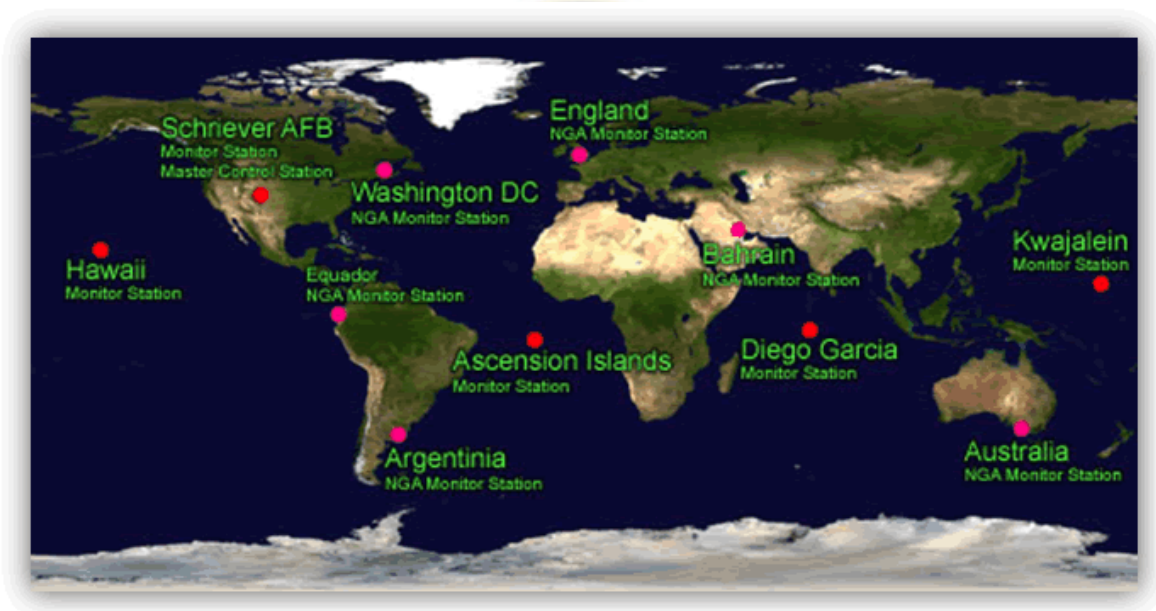 England
NGA Monitor Station
Schriever AFB
Monitor Station
Master Control Station
Washington DC
NGA Monitor Station
Bahrain
NGA Monitor Station
Kwajalein
Monitor Station
Hawaii
Monitor Station
Equador
NGA Monitor Station
Ascension Islands
Monitor Station
Diego Garcia
Monitor Station
Argentinia
NGA Monitor Station
Australia
NGA Monitor Station